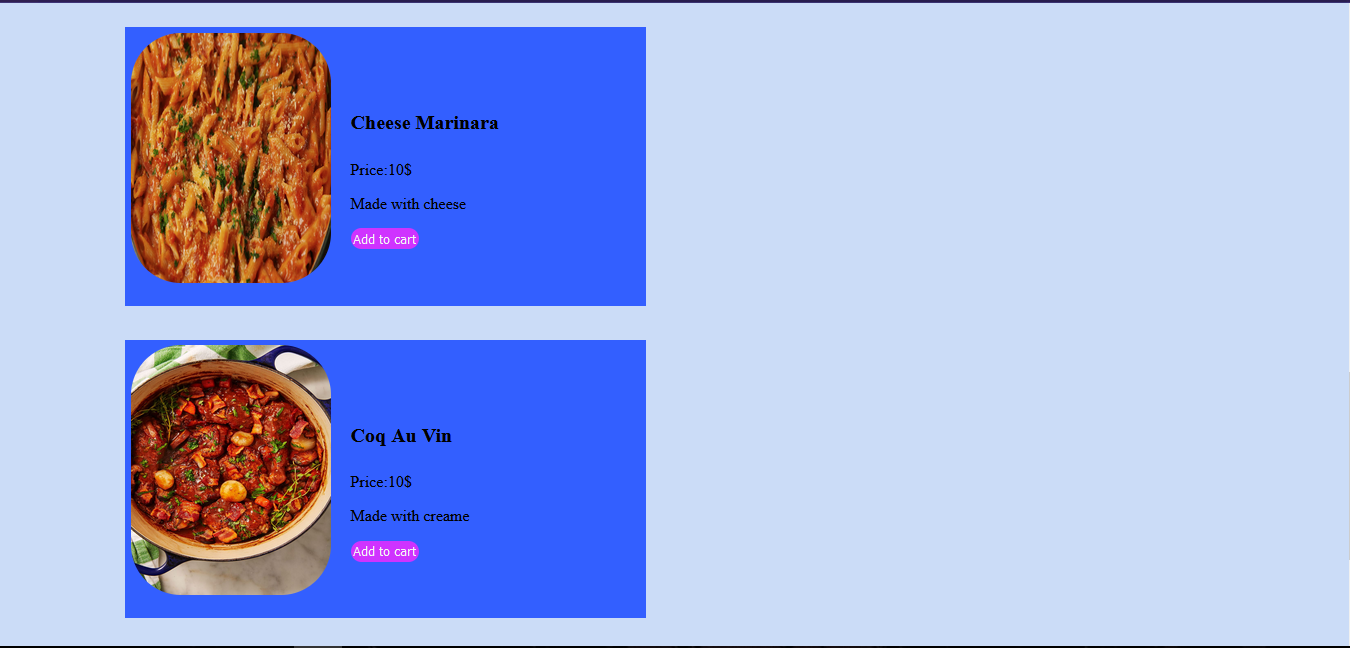 Cheese Marinara
Price:10$
Made with cheese
Add to cart
Coq Au Vin
Price:10$
Made with creame
Add to cart